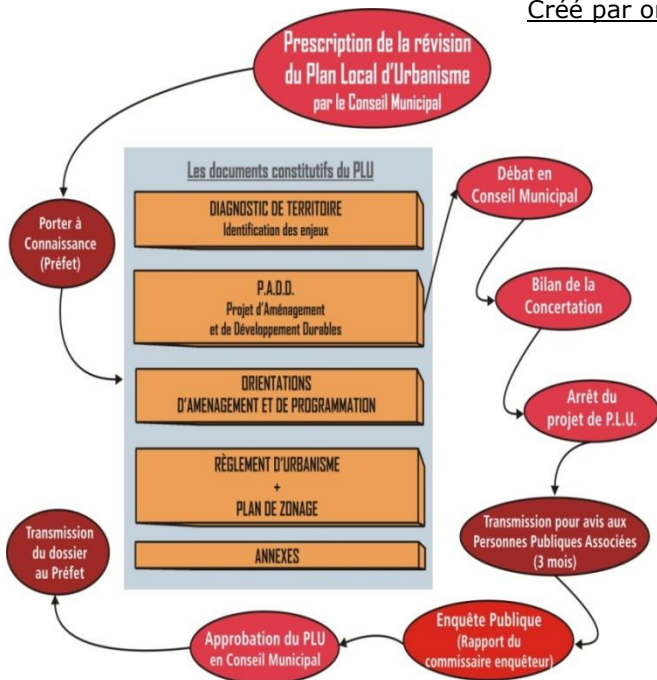 Créé par
Prescription de la révision
du Plan Local d'Urbanisme
par le Conseil Municipal
Les documents constitutifs du PLU
DIAGNOSTIC DE TERRITOIRE
Identification des enjeux
P.A.D.D.
Projet d'Aménagement
et de Développement Durables
ORIENTATIONS
D'AMENAGEMENT ET DE PROGRAMMATION
RÈGLEMENT D'URBANISME
+
PLAN DE ZONAGE
ANNEXES
Porter à
Connaissance
(Préfet)
Débat en
Conseil Municipal
Bilan de la
Concertation
Arrêt du
projet de P.L.U.
Transmission pour avis aux
Personnes Publiques Associées
(3 mois)
Enquête Publique
(Rapport du
commissaire enquêteur)
Approbation du PLU
en Conseil Municipal
Transmission
du dossier
au Préfet